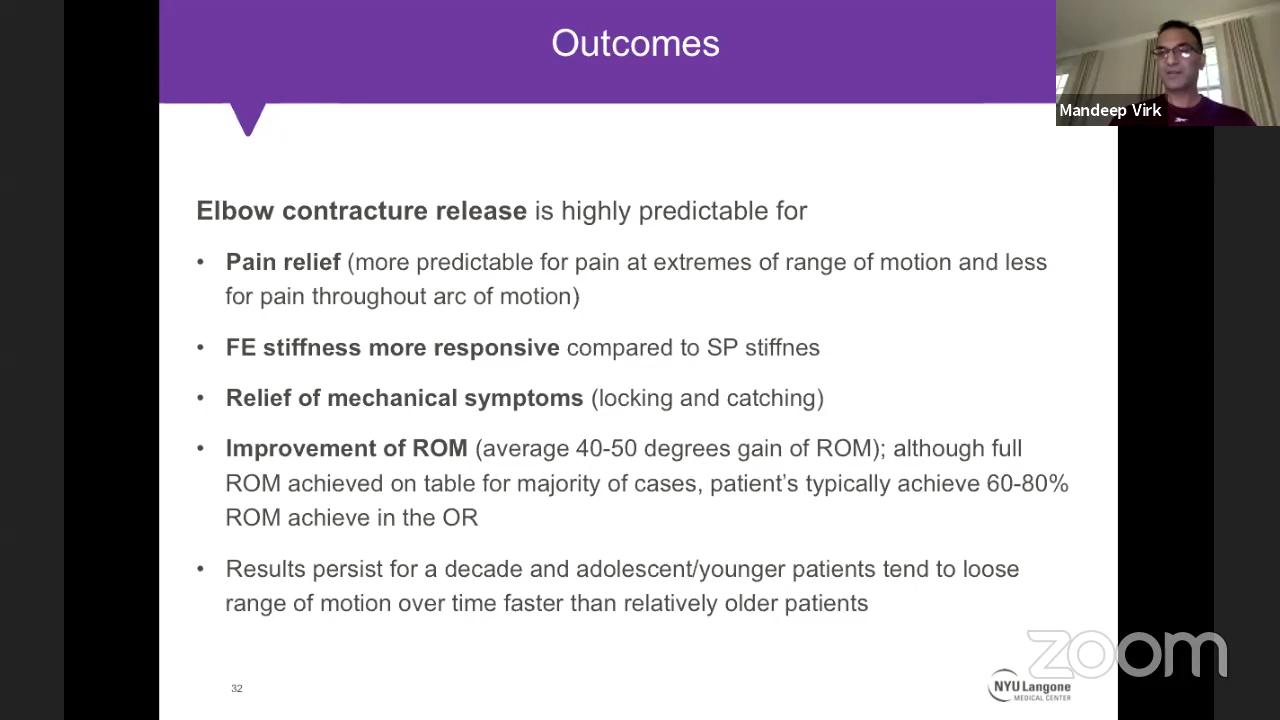 Outcomes
Mandeep Virk
Elbow contracture release is highly predictable for
• Pain relief (more predictable for pain at extremes of range of motion and less
for pain throughout arc of motion)
• FE stiffness more responsive compared to SP stiffnes
• Relief of mechanical symptoms (locking and catching)
• Improvement of ROM (average 40-50 degrees gain of ROM); although full
ROM achieved on table for majority of cases, patient's typically achieve 60-80%
ROM achieve in the OR
• Results persist for a decade and adolescent/younger patients tend to loose
range of motion over time faster than relatively older patients
zoom
32
NYU Langone
MEDICAL CENTER